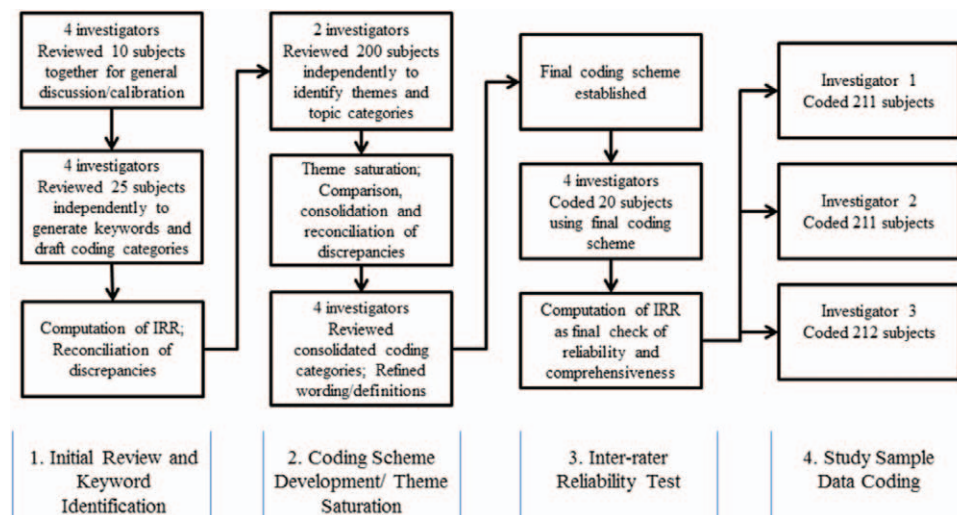 4 investigators
Reviewed 10 subjects
together for general
discussion/calibration
4 investigators
Reviewed 25 subjects
independently to
generate keywords and
draft coding categories
Computation of IRR;
Reconciliation of
discrepancies
2 investigators
Reviewed 200 subjects
independently to
identify themes and
topic categories
Theme saturation;
Comparison,
consolidation and
reconciliation of
discrepancies
4 investigators
Reviewed
consolidated coding
categories; Refined
wording/definitions
Final coding scheme
established
4 investigators
Coded 20 subjects
using final coding
scheme
Computation of IRR
as final check of
reliability and
comprehensiveness
Investigator 1
Coded 211 subjects
Investigator 2
Coded 211 subjects
Investigator 3
Coded 212 subjects
1. Initial Review and
Keyword
Identification
2. Coding Scheme
Development/ Theme
Saturation
3. Inter-rater
Reliability Test
4. Study Sample
Data Coding